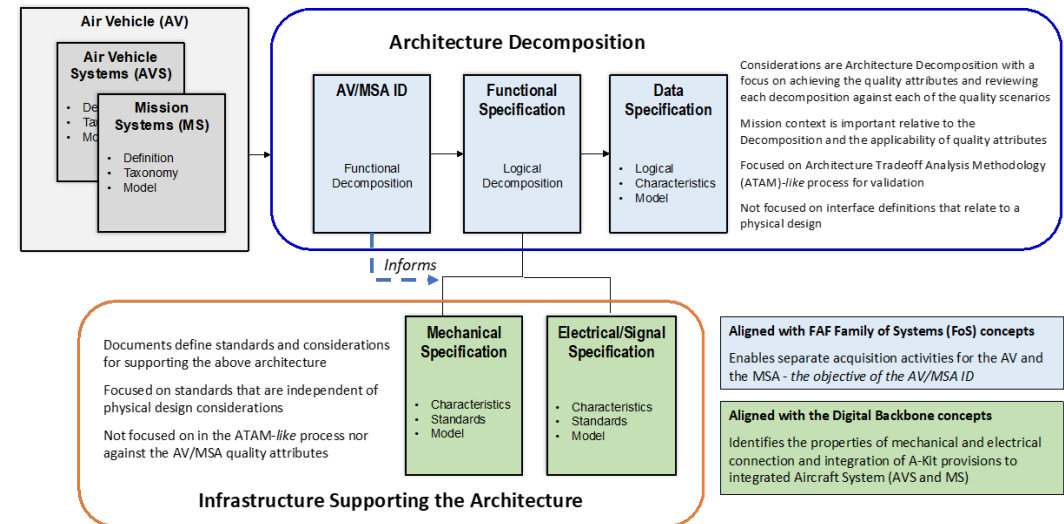 Air Vehicle (AV)
Air Vehicle
Systems (AVS)
• De
• Ta
• Mo
Mission
Systems (MS)
• Definition
• Taxonomy
• Model
Architecture Decomposition
AV/MSA ID
Functional
Decomposition
Functional
Specification
Logical
Decomposition
Data
Specification
• Logical
• Characteristics
• Model
Considerations are Architecture Decomposition with a
focus on achieving the quality attributes and reviewing
each decomposition against each of the quality scenarios
Mission context is important relative to the
Decomposition and the applicability of quality attributes
Focused on Architecture Tradeoff Analysis Methodology
(ATAM)-like process for validation
Not focused on interface definitions that relate to a
physical design
Informs
Documents define standards and considerations
for supporting the above architecture
Focused on standards that are independent of
physical design considerations
Not focused on in the ATAM-like process nor
against the AV/MSA quality attributes
Mechanical
Specification
• Characteristics
• Standards
• Model
Electrical/Signal
Specification
• Characteristics
• Standards
• Model
Infrastructure Supporting the Architecture
Aligned with FAF Family of Systems (FoS) concepts
Enables separate acquisition activities for the AV and
the MSA - the objective of the AV/MSA ID
Aligned with the Digital Backbone concepts
Identifies the properties of mechanical and electrical
connection and integration of A-Kit provisions to
integrated Aircraft System (AVS and MS)